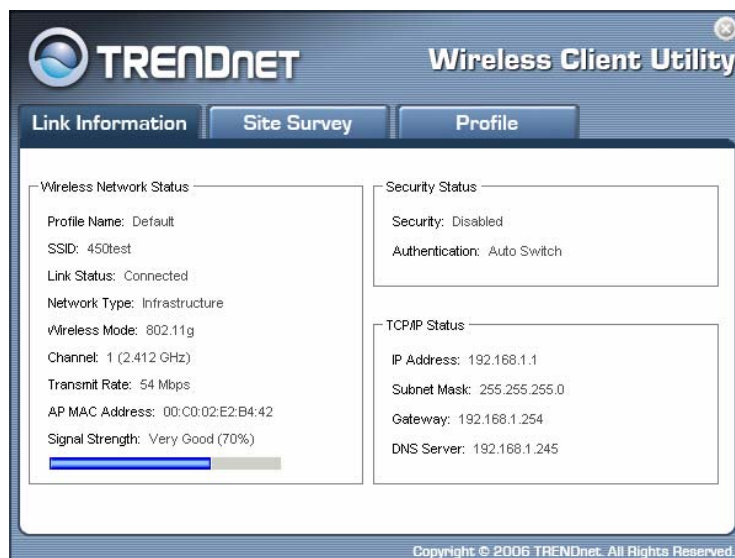 TRENDNET
Wireless Client Utility
Link Information
Site Survey
Profile
Wireless Network Status
Profile Name: Default
SSID: 450test
Link Status: Connected
Network Type: Infrastructure
Wireless Mode: 802.11g
Channel: 1 (2.412 GHz)
Transmit Rate: 54 Mbps
AP MAC Address: 00:C0:02:E2:B4:42
Signal Strength: Very Good (70%)
Security Status
Security: Disabled
Authentication: Auto Switch
TCP/IP Status
IP Address: 192.168.1.1
Subnet Mask: 255.255.255.0
Gateway: 192.168.1.254
DNS Server: 192.168.1.245
Copyright © 2006 TRENDnet. All Rights Reserved.